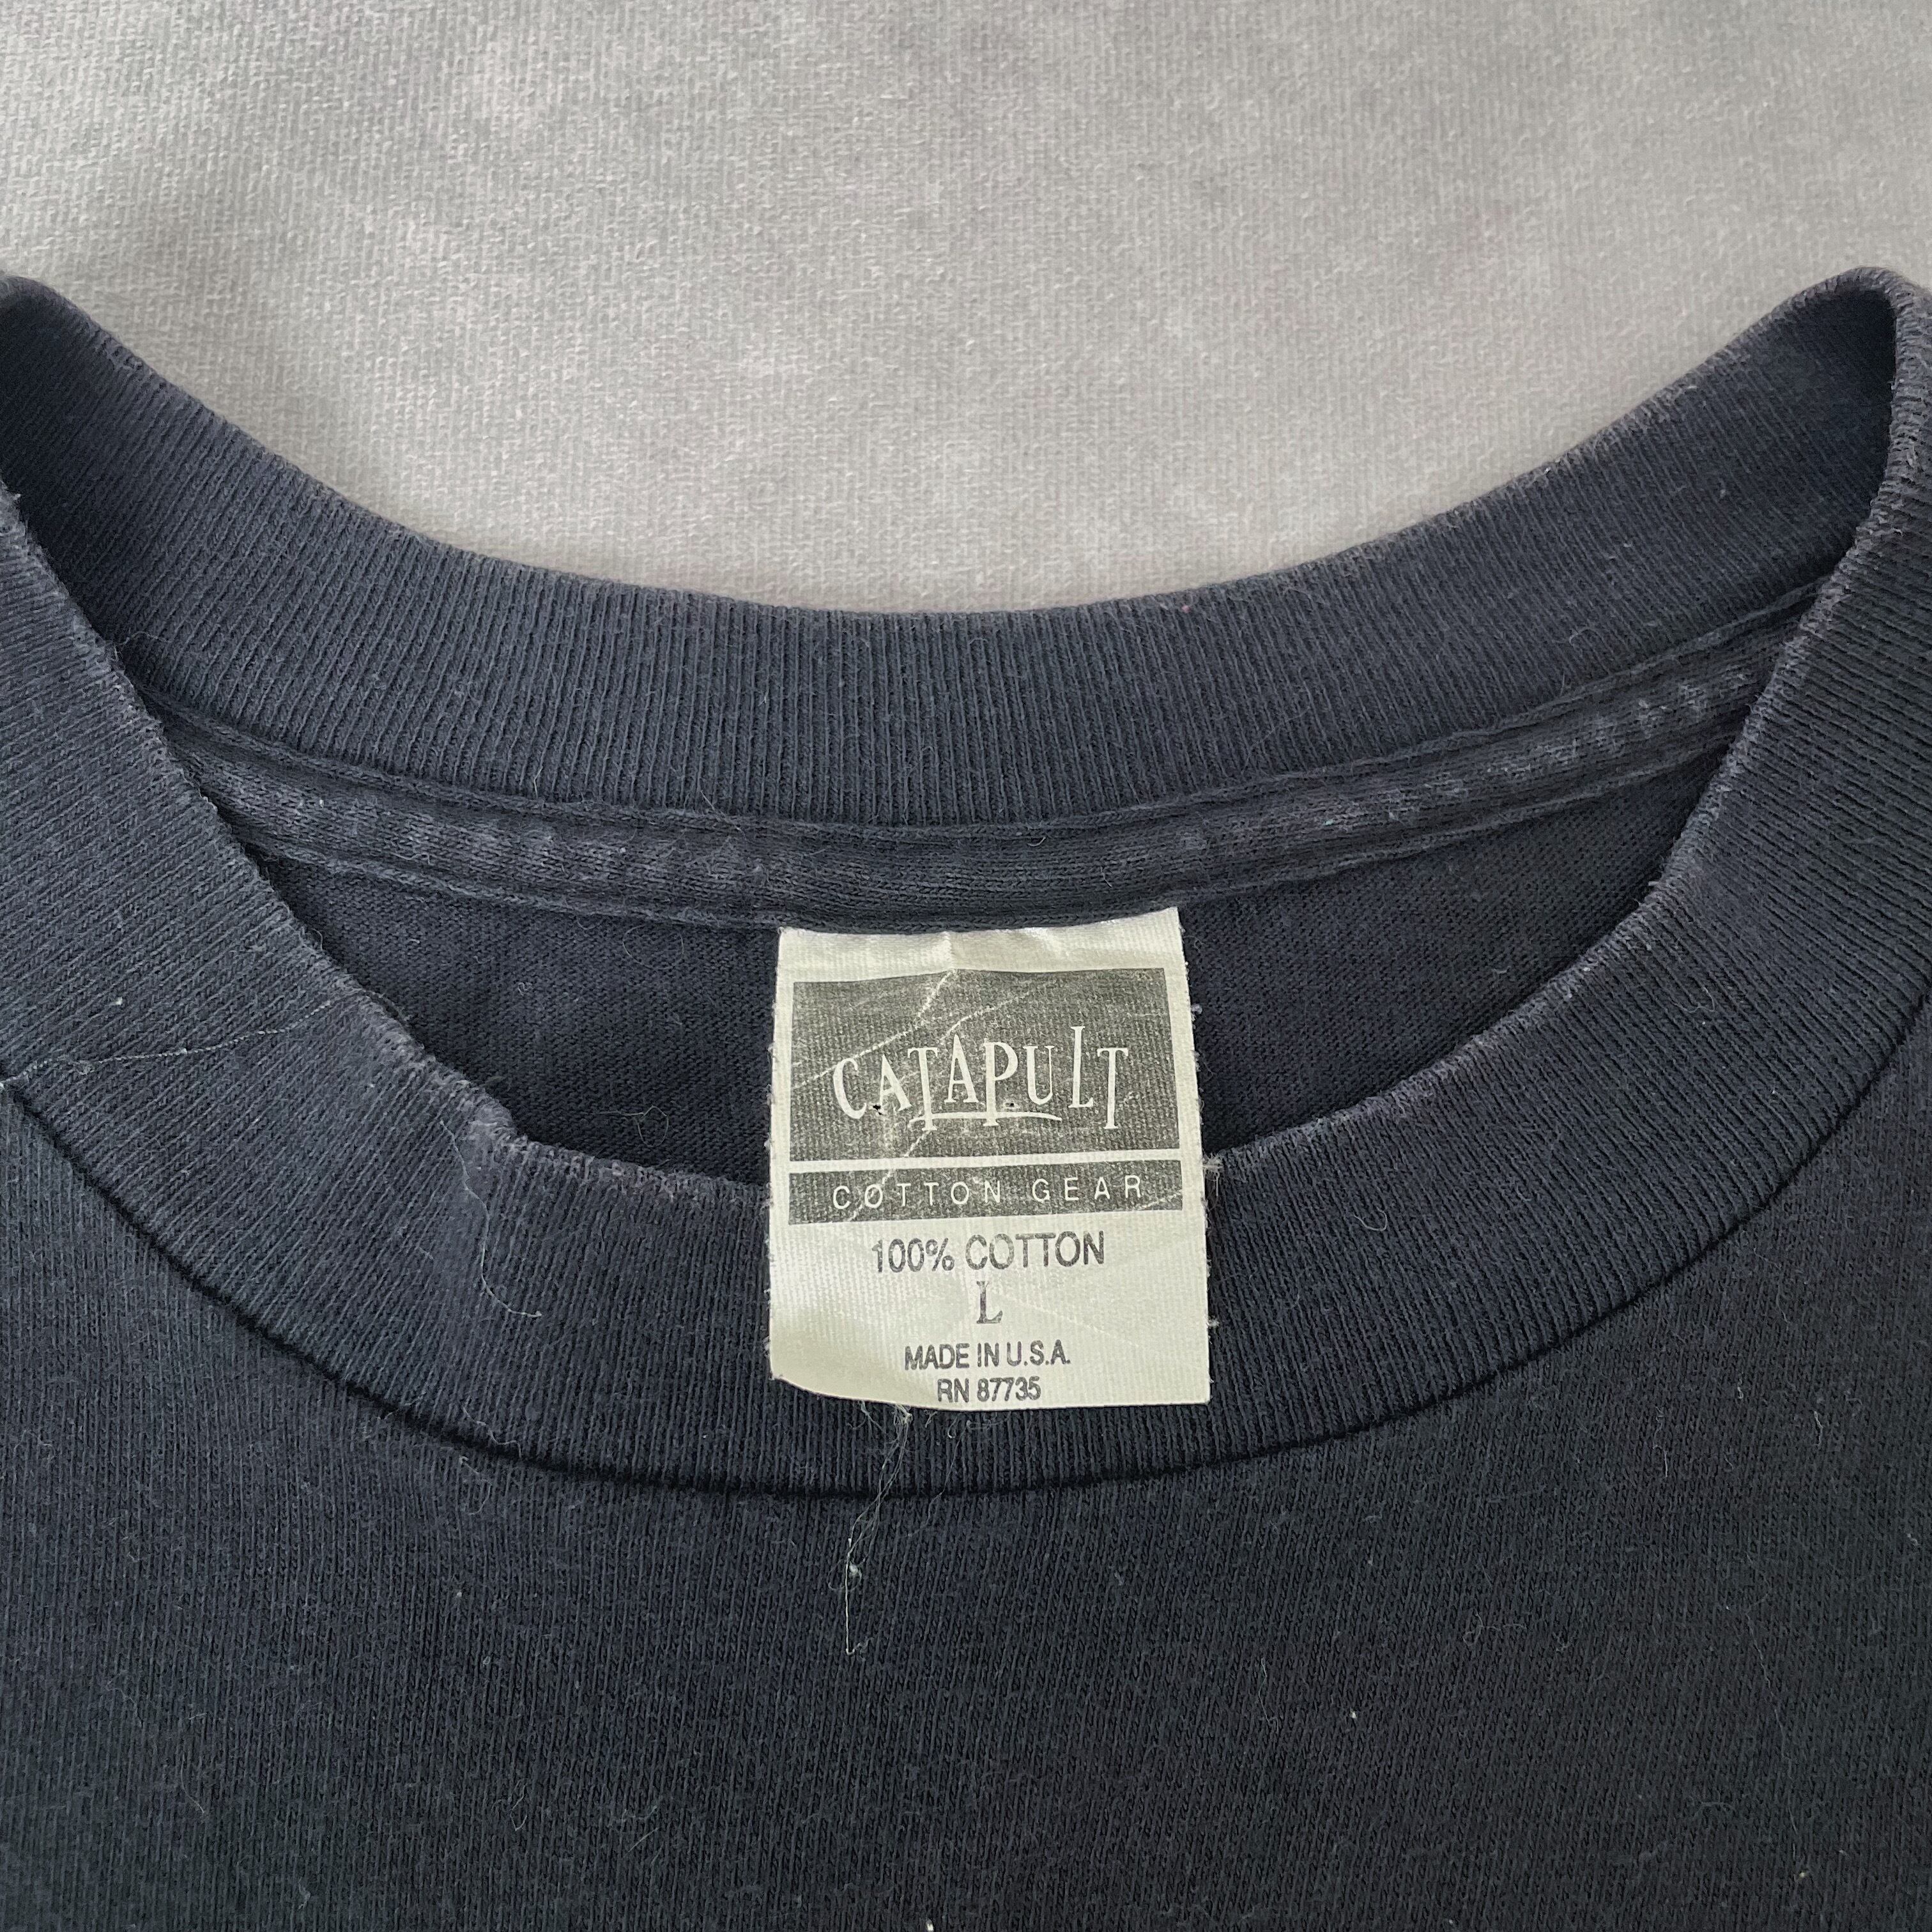 CATAPULT
COTTON GEAR
100% COTTON
L
MADE IN U.S.A.
RN 87735